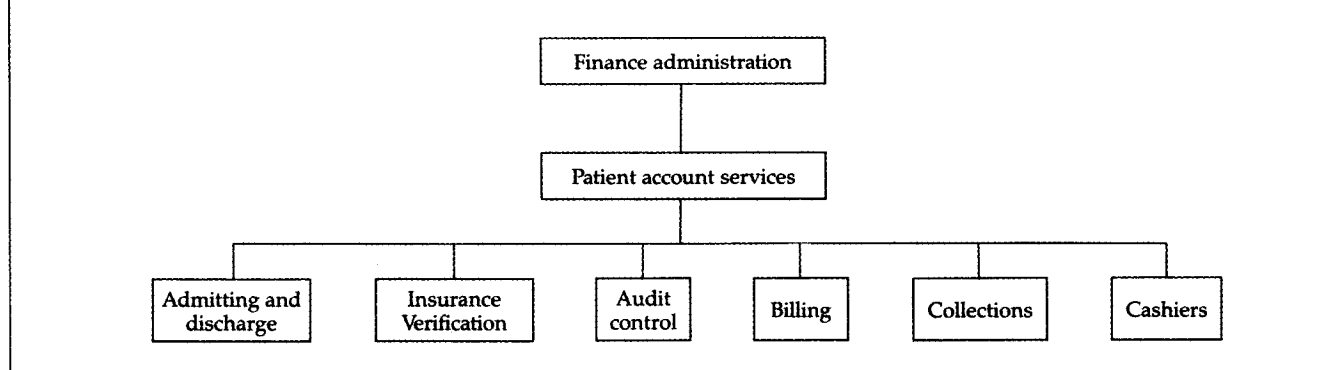 Finance administration
Patient account services
Admitting and
discharge
Insurance
Verification
Audit
control
Billing
Collections
Cashiers